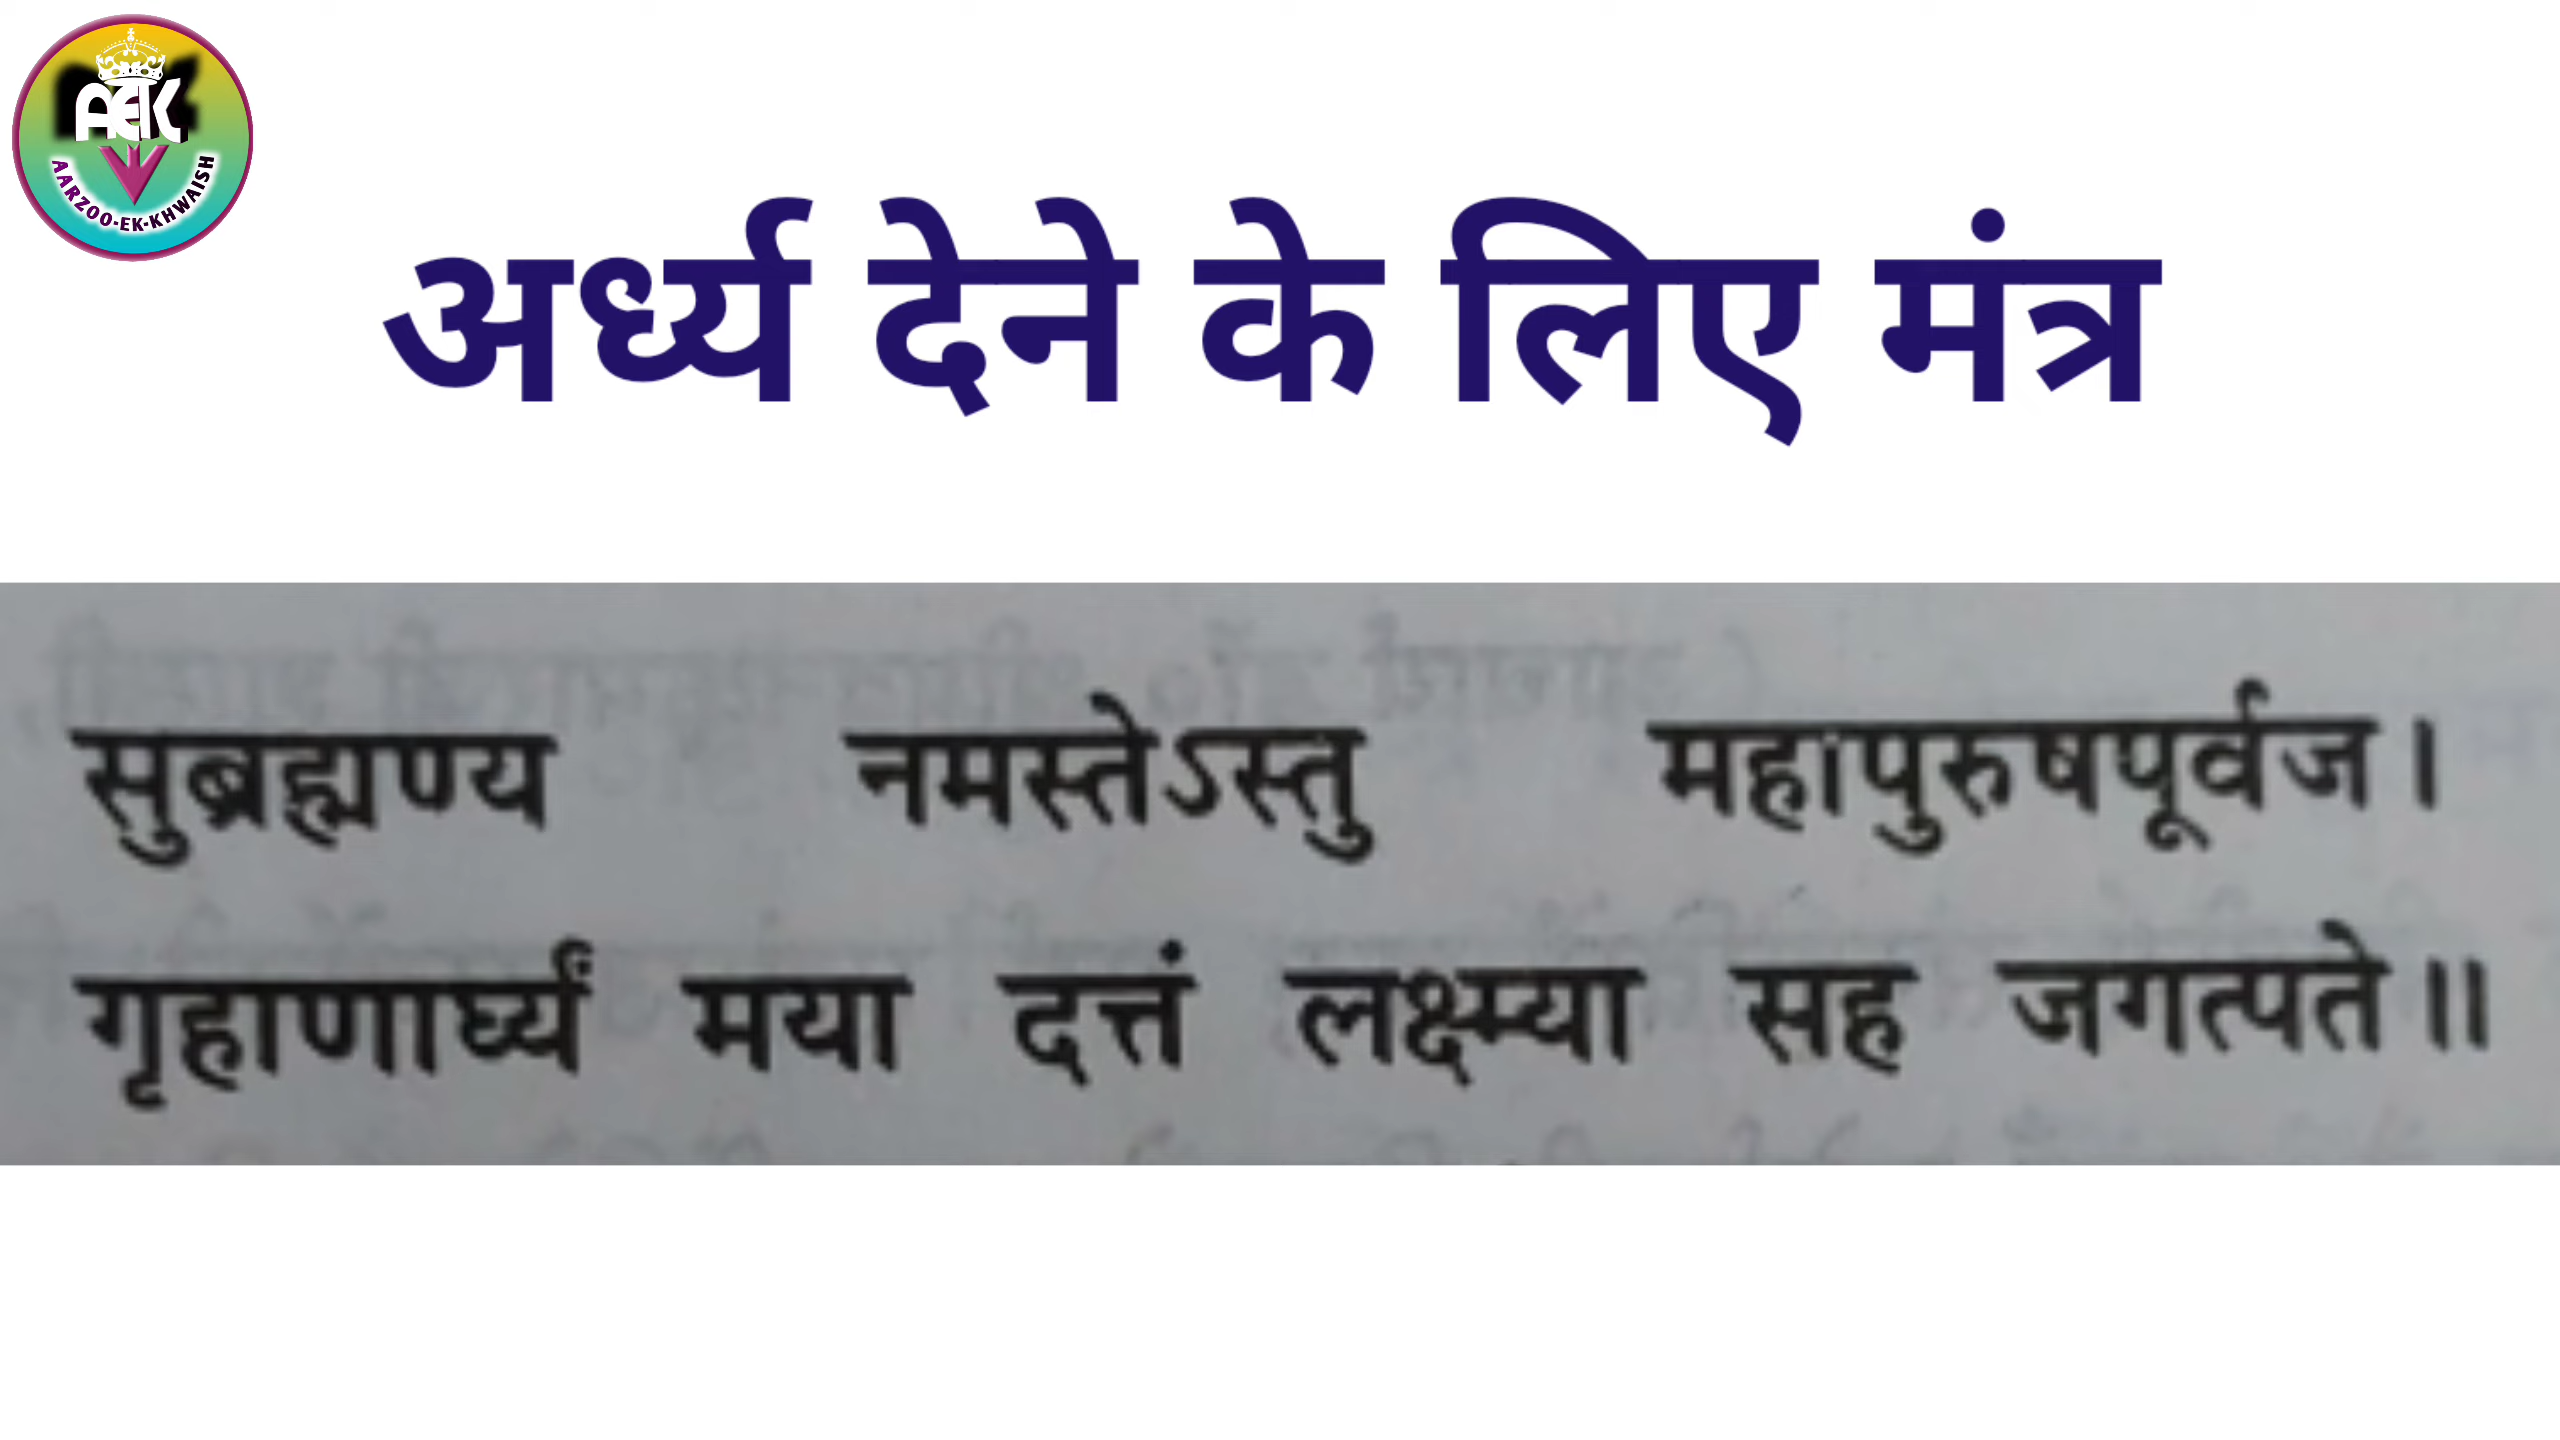 AEK
AARZOO-EK-KHWAISH
अर्ध्य देने के लिए मंत्र
सुब्रह्मण्य नमस्तेऽस्तु महापुरुषपूर्वज।
गृहाणार्घ्यं मया दत्तं लक्ष्म्या सह जगत्पते॥